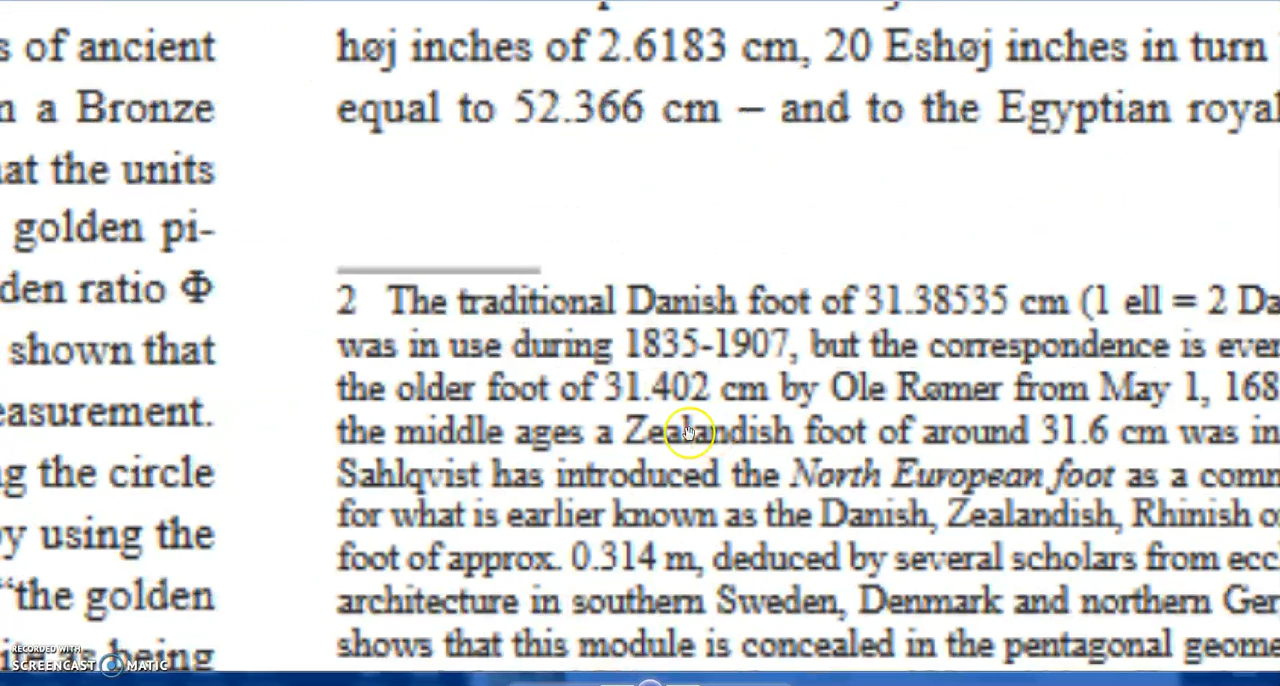 s of ancient
a Bronze
at the units
golden pi-
den ratio Φ
shown that
easurement.
g the circle
y using the
“the golden
being
høj inches of 2.6183 cm, 20 Eshøj inches in turn
equal to 52.366 cm – and to the Egyptian royal
2 The traditional Danish foot of 31.38535 cm (1 ell = 2 Da
was in use during 1835-1907, but the correspondence is ever
the older foot of 31.402 cm by Ole Rømer from May 1, 168
the middle ages a Zealandish foot of around 31.6 cm was in
Sahlqvist has introduced the North European foot as a comm
for what is earlier known as the Danish, Zealandish, Rhinish o
foot of approx. 0.314 m, deduced by several scholars from eccl
architecture in southern Sweden, Denmark and northern Ger
shows that this module is concealed in the pentagonal geome
RECORDED WITH
SCREENCAST MATIC